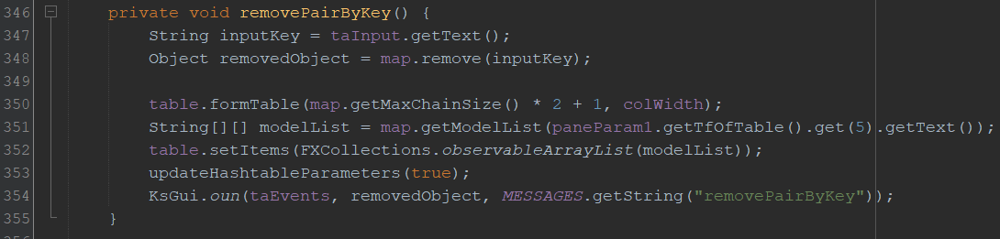 346 private void removePairByKey() {
347 String inputKey = taInput.getText();
348 Object removedObject = map.remove(inputKey);
349
350 table.formTable(map.getMaxChainSize() * 2 + 1, colWidth);
351 String[][] modelList = map.getModelList(paneParam1.getTfOfTable().get(5).getText());
352 table.setItems(FXCollections.observableArrayList(modelList));
353 updateHashtableParameters(true);
354 KsGui.oun(taEvents, removedObject, MESSAGES.getString("removePairByKey"));
355 }